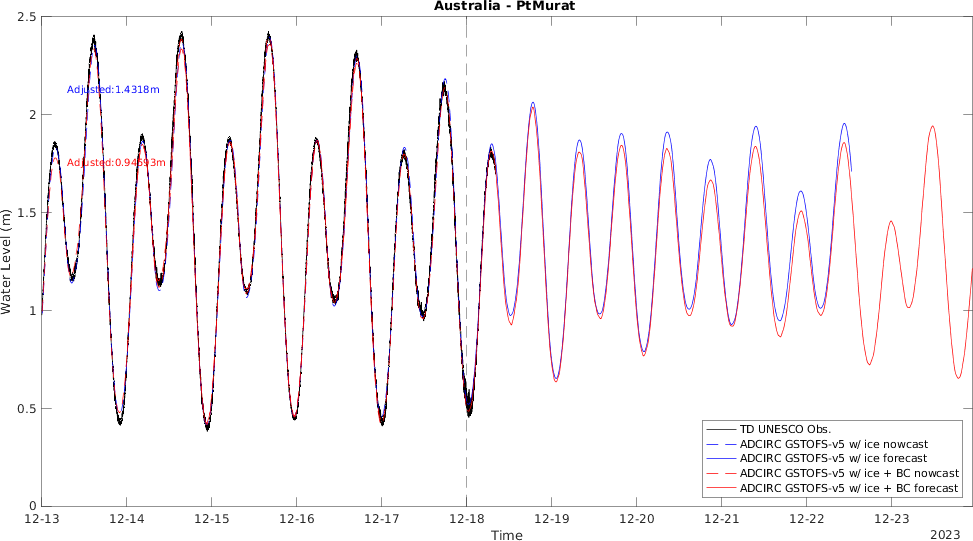 Australia - PtMurat
2.5
2
1.5
1
0.5
0
Water Level (m)
Adjusted:1.4318m
Adjusted:0.94593m
TD UNESCO Obs.
ADCIRC GSTOFS-v5 w/ ice nowcast
ADCIRC GSTOFS-v5 w/ ice forecast
ADCIRC GSTOFS-v5 w/ ice + BC nowcast
ADCIRC GSTOFS-v5 w/ ice + BC forecast
12-13 12-14 12-15 12-16 12-17 12-18 12-19 12-20 12-21 12-22 12-23
Time
2023